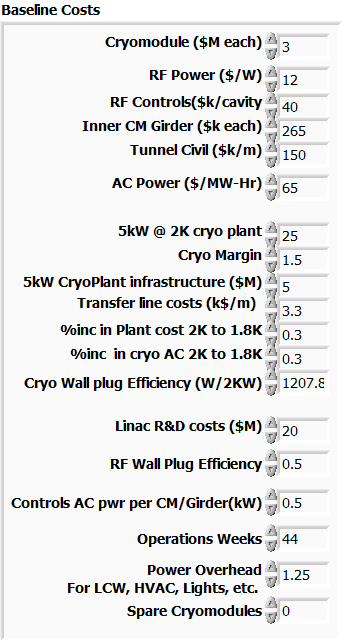 Baseline Costs
Cryomodule ($M each) 3
RF Power ($/W) 12
RF Controls($k/cavity 40
Inner CM Girder ($k each) 265
Tunnel Civil ($k/m) 150
AC Power ($/MW-Hr) 65
5kW @ 2K cryo plant 25
Cryo Margin 1.5
5kW CryoPlant infrastructure ($M) 5
Transfer line costs (k$/m) 3.3
%inc in Plant cost 2K to 1.8K 0.3
%inc in cryo AC 2K to 1.8K 0.3
Cryo Wall plug Efficiency (W/2KW) 1207.8
Linac R&D costs ($M) 20
RF Wall Plug Efficiency 0.5
Controls AC pwr per CM/Girder(kW) 0.5
Operations Weeks 44
Power Overhead 1.25
For LCW, HVAC, Lights, etc.
Spare Cryomodules 0